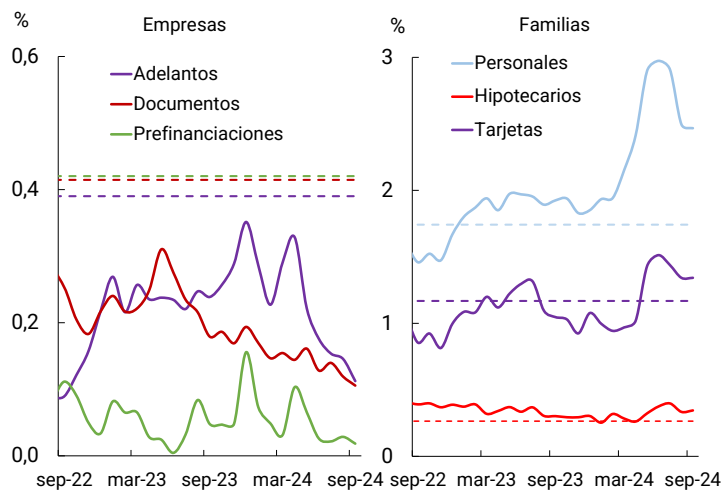 %
Empresas
0,6
Adelantos
Documentos
Prefinanciaciones
0,4
0,2
0,0
sep-22
mar-23
sep-23
mar-24
sep-24
%
Familias
3
Personales
Hipotecarios
Tarjetas
2
1
0
sep-22
mar-23
sep-23
mar-24
sep-24